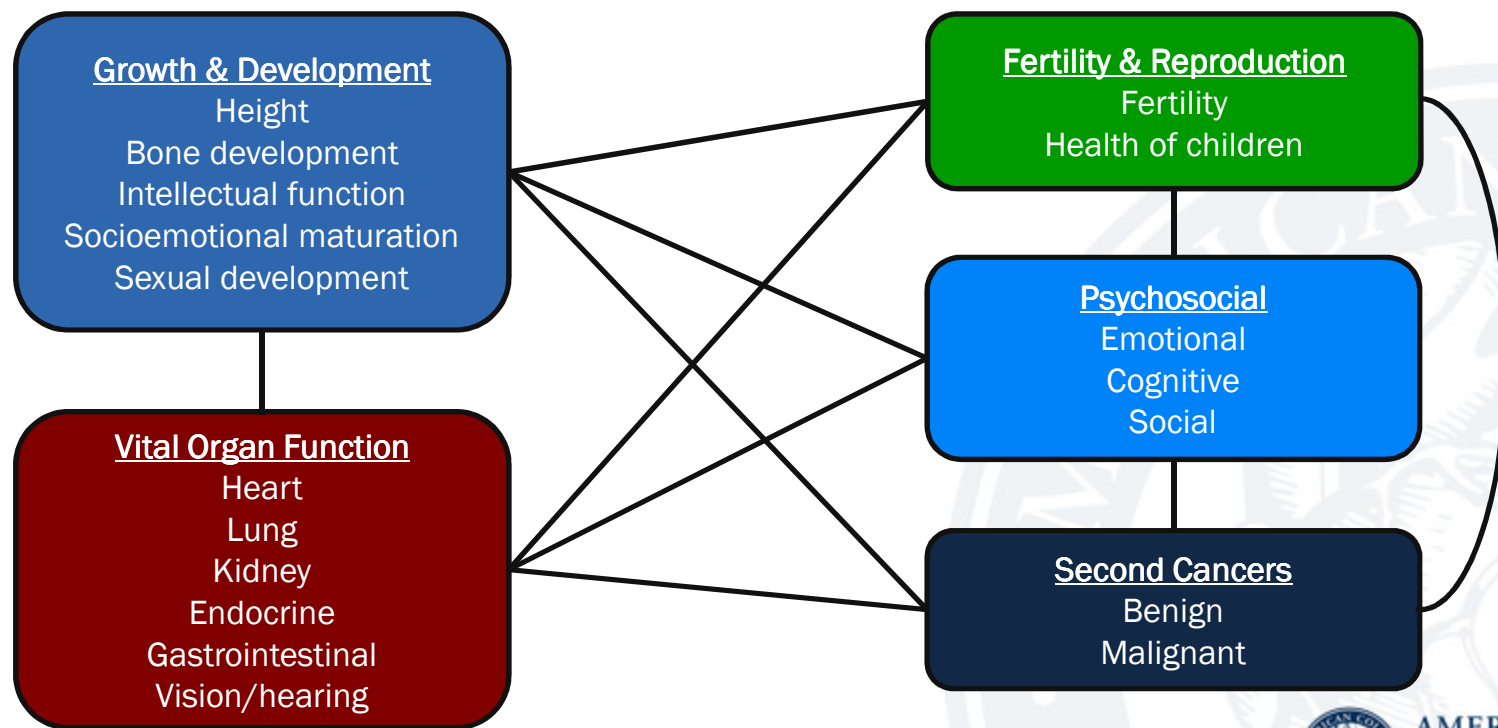 Growth & Development
Height
Bone development
Intellectual function
Socioemotional maturation
Sexual development
Vital Organ Function
Heart
Lung
Kidney
Endocrine
Gastrointestinal
Vision/hearing
Fertility & Reproduction
Fertility
Health of children
Psychosocial
Emotional
Cognitive
Social
Second Cancers
Benign
Malignant